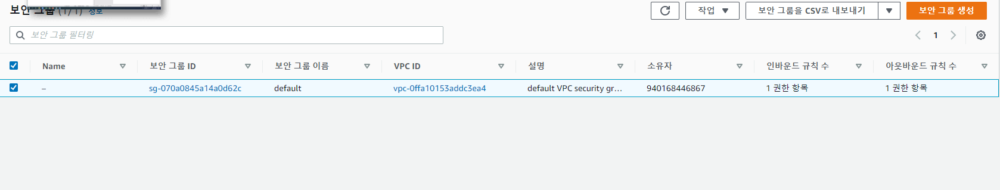 보안 그룹 (1/1) 정보
작업
보안 그룹을 CSV로 내보내기
보안 그룹 생성
보안 그룹 필터링
1
Name 보안 그룹 ID 보안 그룹 이름 VPC ID 설명 소유자 인바운드 규칙 수 아웃바운드 규칙 수
– sg-070a0845a14a0d62c default vpc-0ffa10153addc3ea4 default VPC security gr... 940168446867 1 권한 항목 1 권한 항목